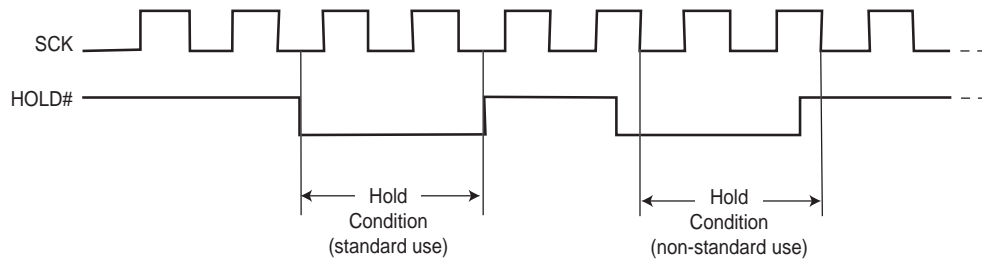 SCK
HOLD#
Hold
Condition
(standard use)
Hold
Condition
(non-standard use)